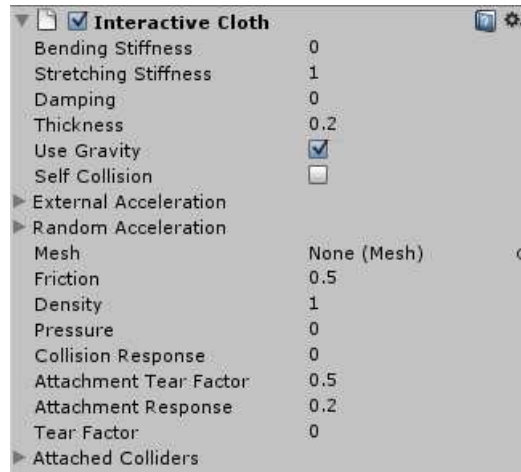 Interactive Cloth
Bending Stiffness 0
Stretching Stiffness 1
Damping 0
Thickness 0.2
Use Gravity
Self Collision
External Acceleration
Random Acceleration
Mesh None (Mesh)
Friction 0.5
Density 1
Pressure 0
Collision Response 0
Attachment Tear Factor 0.5
Attachment Response 0.2
Tear Factor 0
Attached Colliders